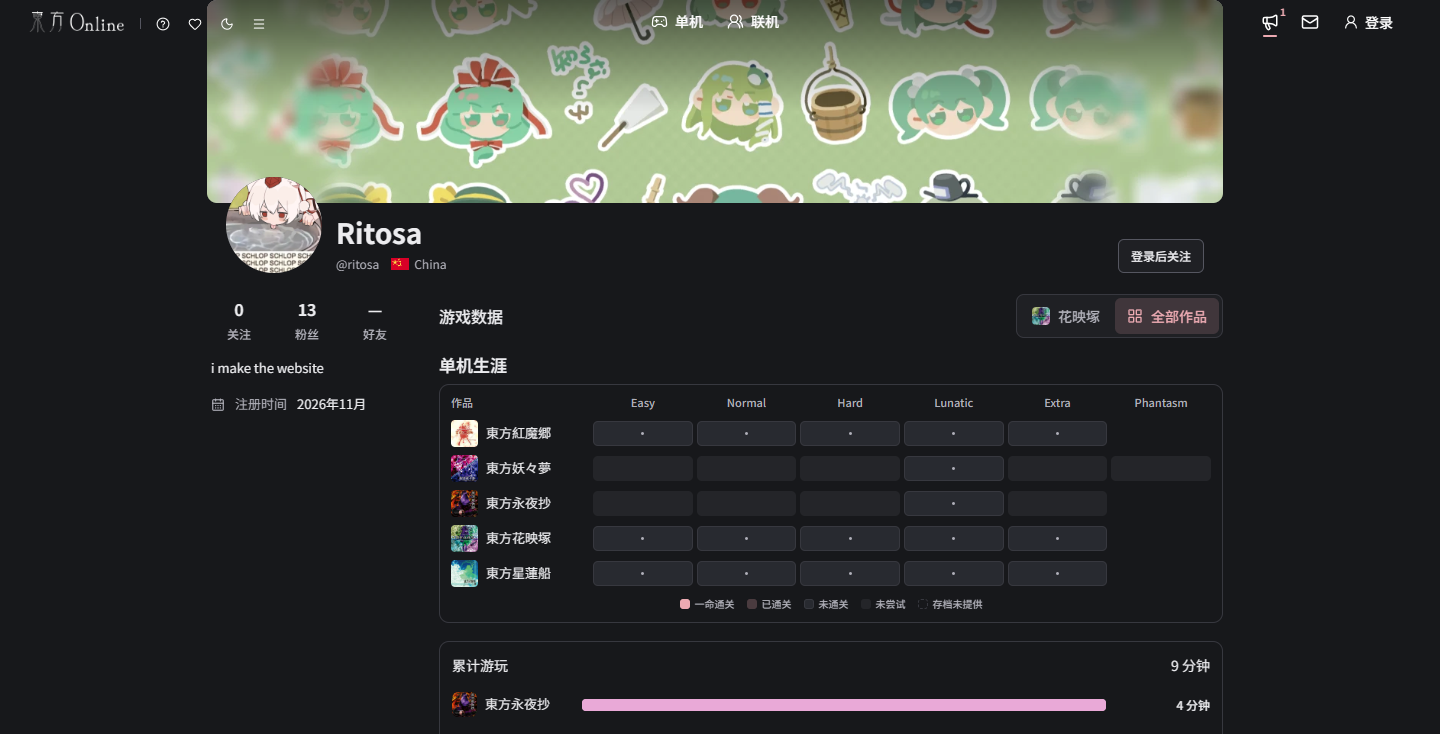 東方Online
单机
联机
1
登录
SCHLOP SCHLOP SCHL
Ritosa
@ritosa
China
登录后关注
0
13
—
关注
粉丝
好友
i make the website
注册时间 2026年11月
游戏数据
花映塚
全部作品
单机生涯
作品 Easy Normal Hard Lunatic Extra Phantasm
東方紅魔郷
東方妖々夢
東方永夜抄
東方花映塚
東方星蓮船
一命通关 已通关 未通关 未尝试 存档未提供
累计游玩 9 分钟
東方永夜抄 4 分钟